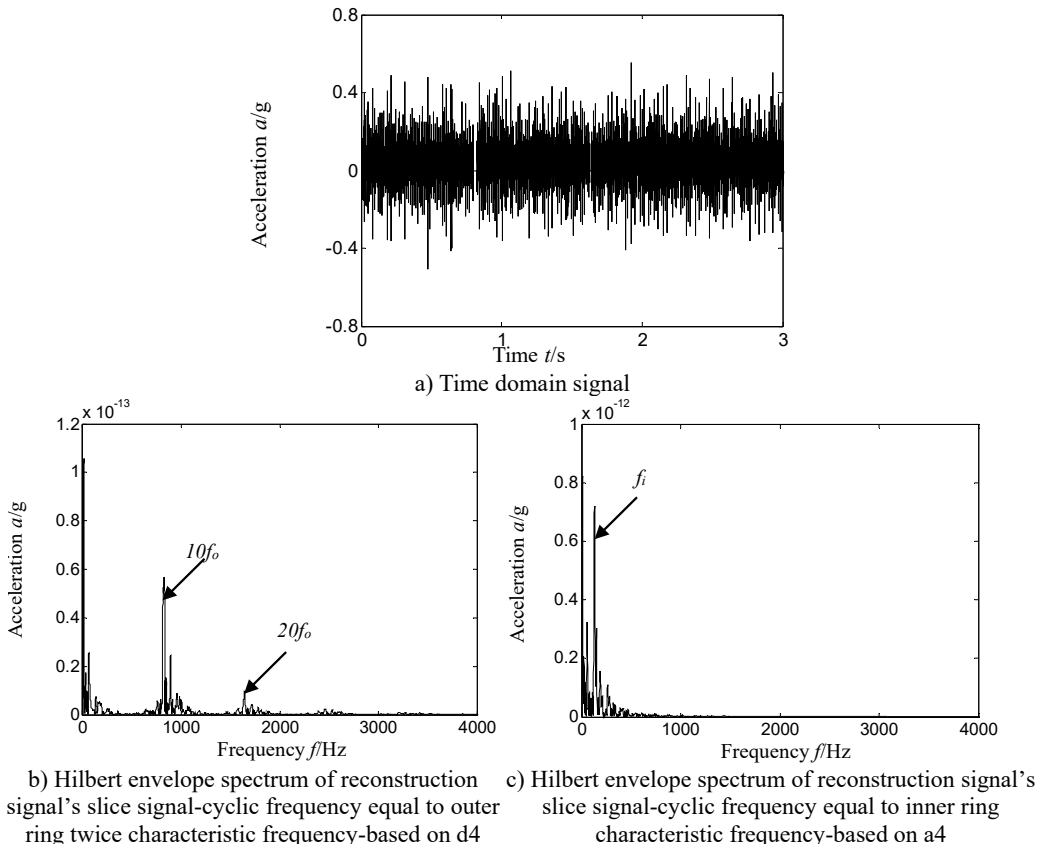 0.8
0.4
0
-0.4
-0.8
Acceleration a/g
0 1 2 3
Time t/s
a) Time domain signal
x 10-13
1.2
1
0.8
0.6
0.4
0.2
0
Acceleration a/g
10fo
20fo
0 1000 2000 3000 4000
Frequency f/Hz
b) Hilbert envelope spectrum of reconstruction
signal's slice signal-cyclic frequency equal to outer
ring twice characteristic frequency-based on d4
x 10-12
1
0.8
0.6
0.4
0.2
0
Acceleration a/g
fi
0 1000 2000 3000 4000
Frequency f/Hz
c) Hilbert envelope spectrum of reconstruction signal's
slice signal-cyclic frequency equal to inner ring
characteristic frequency-based on a4